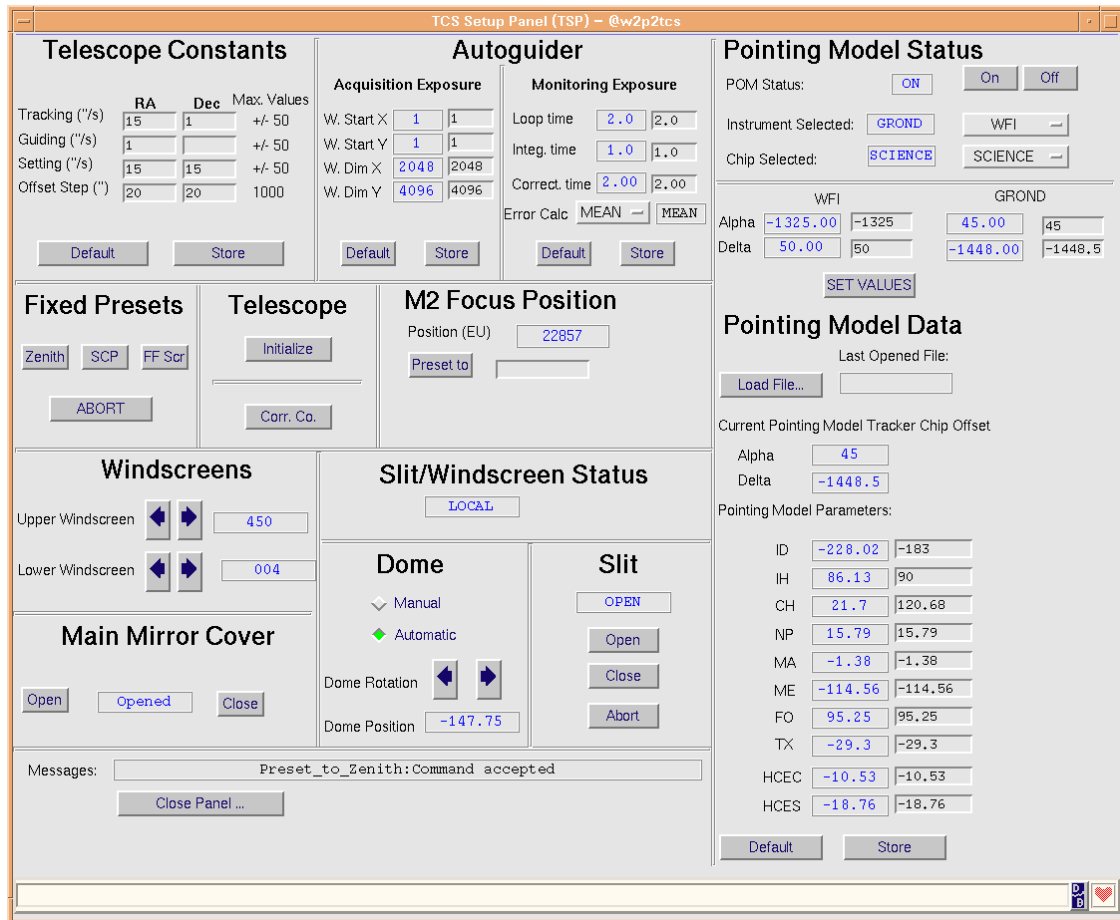 TCS Setup Panel (TSP) – @w2p2tcs
Telescope Constants
RA Dec Max. Values
Tracking ("/s) 15 1 +/- 50
Guiding ("/s) 1 +/- 50
Setting ("/s) 15 15 +/- 50
Offset Step (") 20 20 1000
Default Store
Autoguider
Acquisition Exposure
W. Start X 1 1
W. Start Y 1 1
W. Dim X 2048 2048
W. Dim Y 4096 4096
Default Store
Monitoring Exposure
Loop time 2.0 2.0
Integ. time 1.0 1.0
Correct. time 2.00 2.00
Error Calc MEAN MEAN
Default Store
Pointing Model Status
POM Status: ON On Off
Instrument Selected: GROND WFI
Chip Selected: SCIENCE SCIENCE
WFI GROND
Alpha -1325.00 -1325 45.00 45
Delta 50.00 50 -1448.00 -1448.5
SET VALUES
Fixed Presets
Zenith SCP FF Scr
ABORT
Telescope
Initialize
Corr. Co.
M2 Focus Position
Position (EU) 22857
Preset to
Pointing Model Data
Last Opened File:
Load File...
Current Pointing Model Tracker Chip Offset
Alpha 45
Delta -1448.5
Pointing Model Parameters:
ID -228.02 -183
IH 86.13 90
CH 21.7 120.68
NP 15.79 15.79
MA -1.38 -1.38
ME -114.56 -114.56
FO 95.25 95.25
TX -29.3 -29.3
HCEC -10.53 -10.53
HCES -18.76 -18.76
Default Store
Windscreens
Upper Windscreen 450
Lower Windscreen 004
Slit/Windscreen Status
LOCAL
Main Mirror Cover
Open Opened Close
Dome
Manual
Automatic
Dome Rotation
Dome Position -147.75
Slit
OPEN
Open
Close
Abort
Messages: Preset_to_Zenith:Command accepted
Close Panel ...
D
B